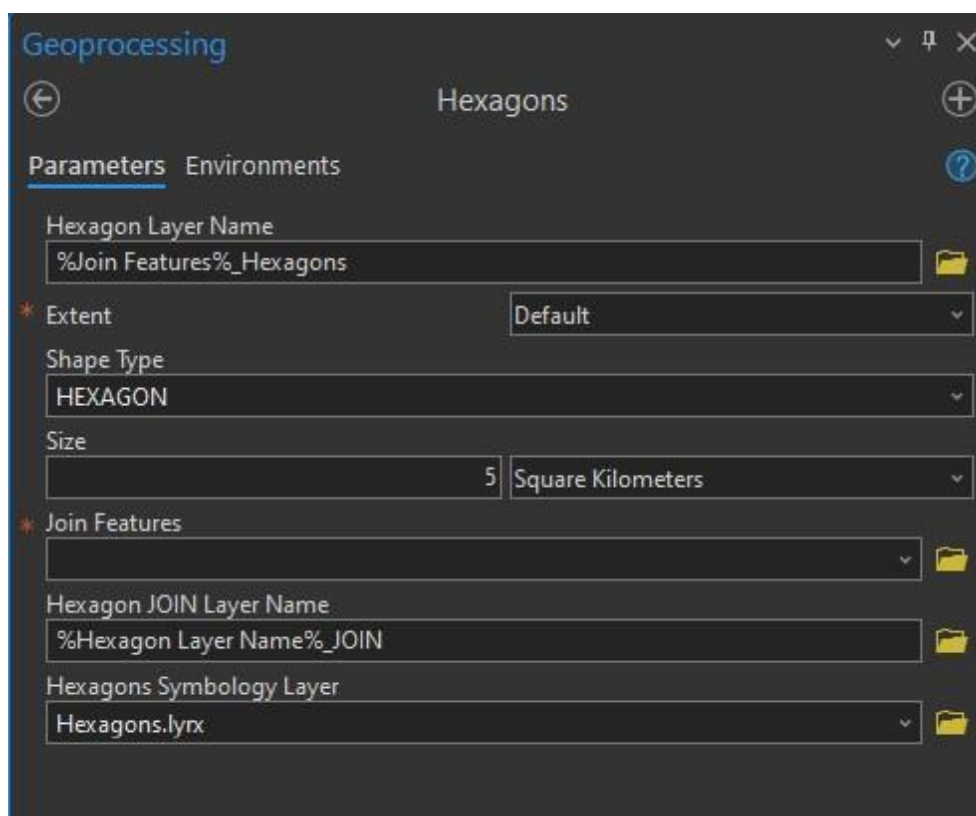 Geoprocessing
Hexagons
Parameters Environments
Hexagon Layer Name
%Join Features%_Hexagons
* Extent Default
Shape Type
HEXAGON
Size
5 Square Kilometers
* Join Features
Hexagon JOIN Layer Name
%Hexagon Layer Name%_JOIN
Hexagons Symbology Layer
Hexagons.lyrx